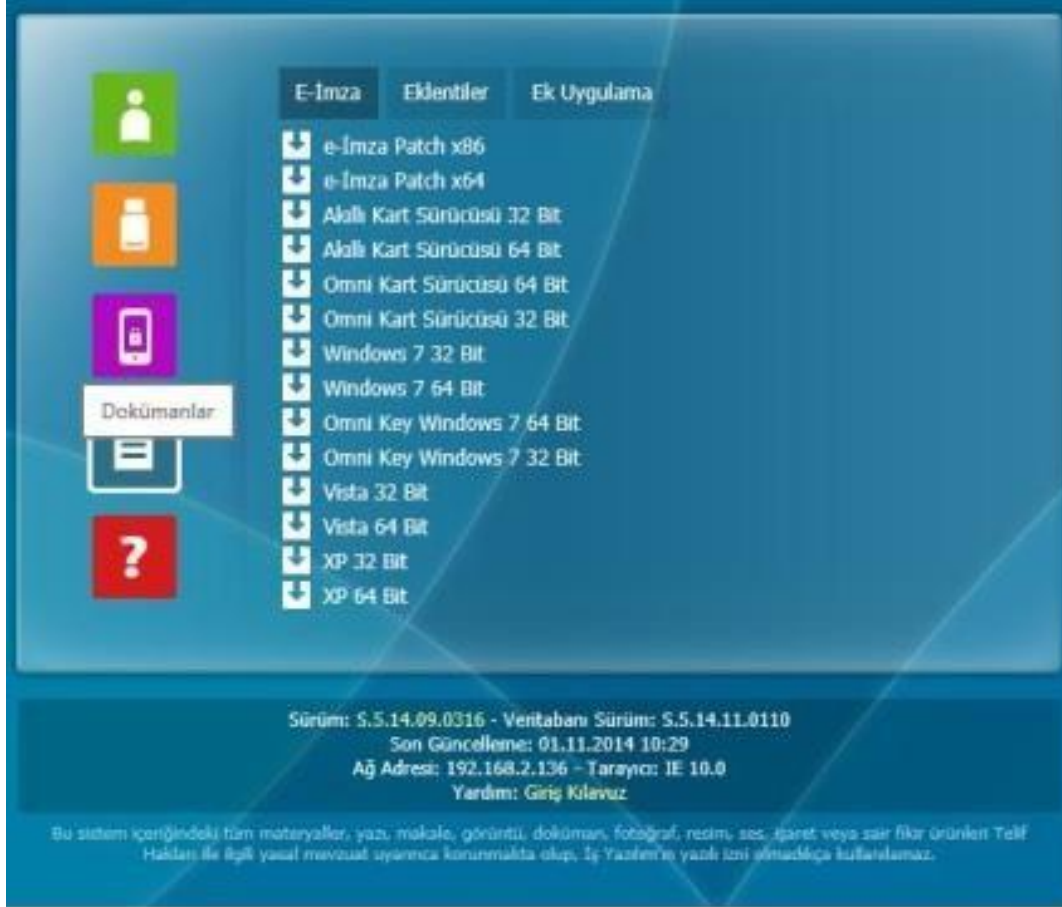 E-İmza Eklentiler Ek Uygulama
e-İmza Patch x86
e-İmza Patch x64
Akıllı Kart Sürücüsü 32 Bit
Akıllı Kart Sürücüsü 64 Bit
Omni Kart Sürücüsü 64 Bit
Omni Kart Sürücüsü 32 Bit
Windows 7 32 Bit
Windows 7 64 Bit
Dokümanlar
Omni Key Windows 7 64 Bit
Omni Key Windows 7 32 Bit
Vista 32 Bit
Vista 64 Bit
?
XP 32 Bit
XP 64 Bit
Sürüm: S.5.14.09.0316 - Veritabanı Sürüm: S.5.14.11.0110
Son Güncelleme: 01.11.2014 10:29
Ağ Adresi: 192.168.2.136 - Tarayıcı: IE 10.0
Yardım: Giriş Kılavuz
Bu sistem içeriğindeki tüm materyaller, yazı, makale, görüntü, doküman, fotoğraf, resim, ses, işaret veya sair fikir ürünleri Telif
Hakları ile ilgili yasal mevzuat uyarınca korunmakta olup, İş Yazılım'ın yazılı izni olmadıkça kullanılamaz.